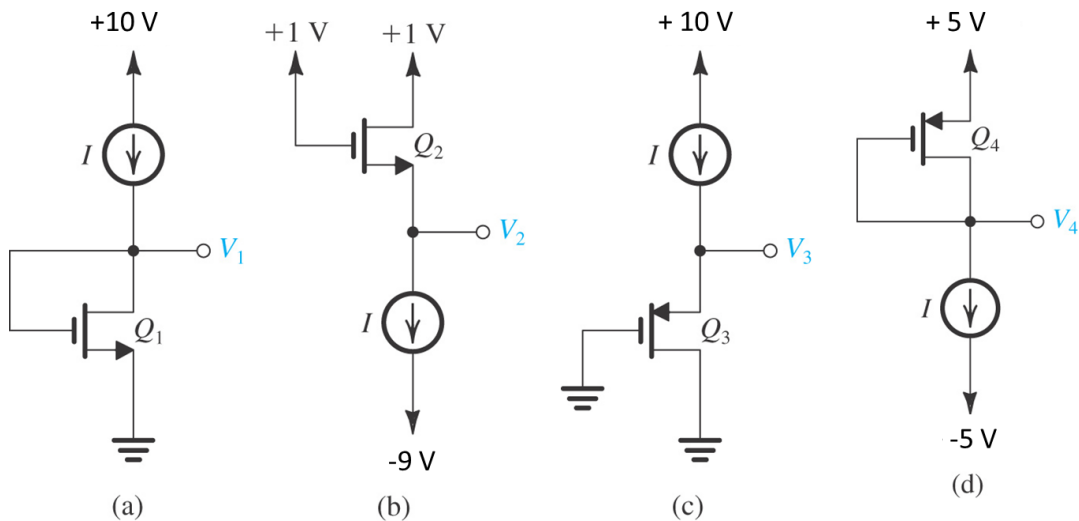 +10 V
I
V1
Q1
(a)
+1 V
+1 V
Q2
V2
I
-9 V
(b)
+ 10 V
I
V3
Q3
(c)
+ 5 V
Q4
V4
I
-5 V
(d)